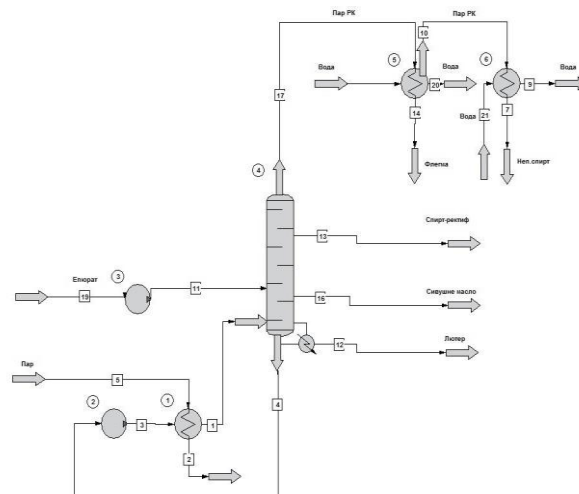 Пар РК
Пар РК
10
5
6
Вода
Вода
Вода
17
20
9
14
7
Вода
21
Флегма
Неп.спирт
4
Спирт-ректиф
13
Епюрат
3
Сивушне масло
19
11
16
Лютер
12
Пар
5
2
1
4
3
1
2